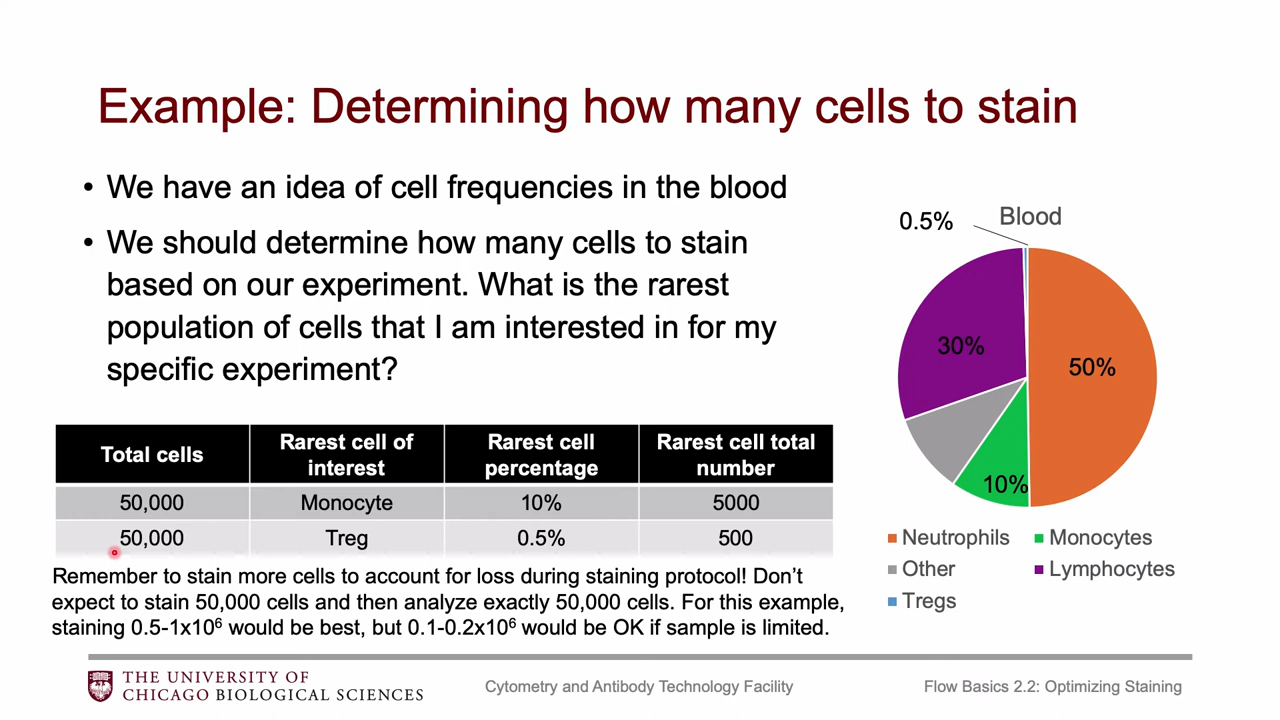 Example: Determining how many cells to stain
• We have an idea of cell frequencies in the blood
• We should determine how many cells to stain
based on our experiment. What is the rarest
population of cells that I am interested in for my
specific experiment?
Total cells | Rarest cell of interest | Rarest cell percentage | Rarest cell total number
50,000 | Monocyte | 10% | 5000
50,000 | Treg | 0.5% | 500
Remember to stain more cells to account for loss during staining protocol! Don’t
expect to stain 50,000 cells and then analyze exactly 50,000 cells. For this example,
staining 0.5-1x10⁶ would be best, but 0.1-0.2x10⁶ would be OK if sample is limited.
Blood
0.5%
30%
50%
10%
Neutrophils Monocytes
Other Lymphocytes
Tregs
THE UNIVERSITY OF
CHICAGO BIOLOGICAL SCIENCES
Cytometry and Antibody Technology Facility
Flow Basics 2.2: Optimizing Staining